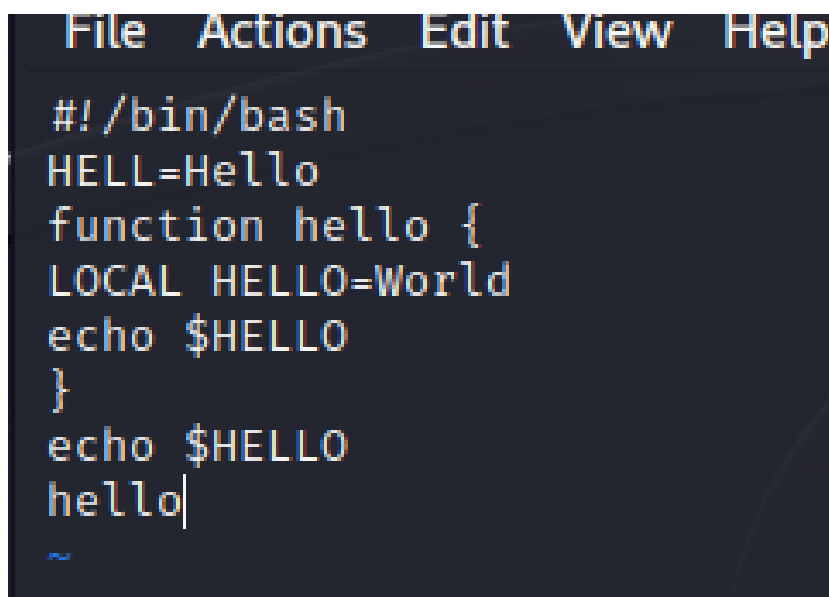 File Actions Edit View Help
#!/bin/bash
HELL=Hello
function hello {
LOCAL HELLO=World
echo $HELLO
}
echo $HELLO
hello
~